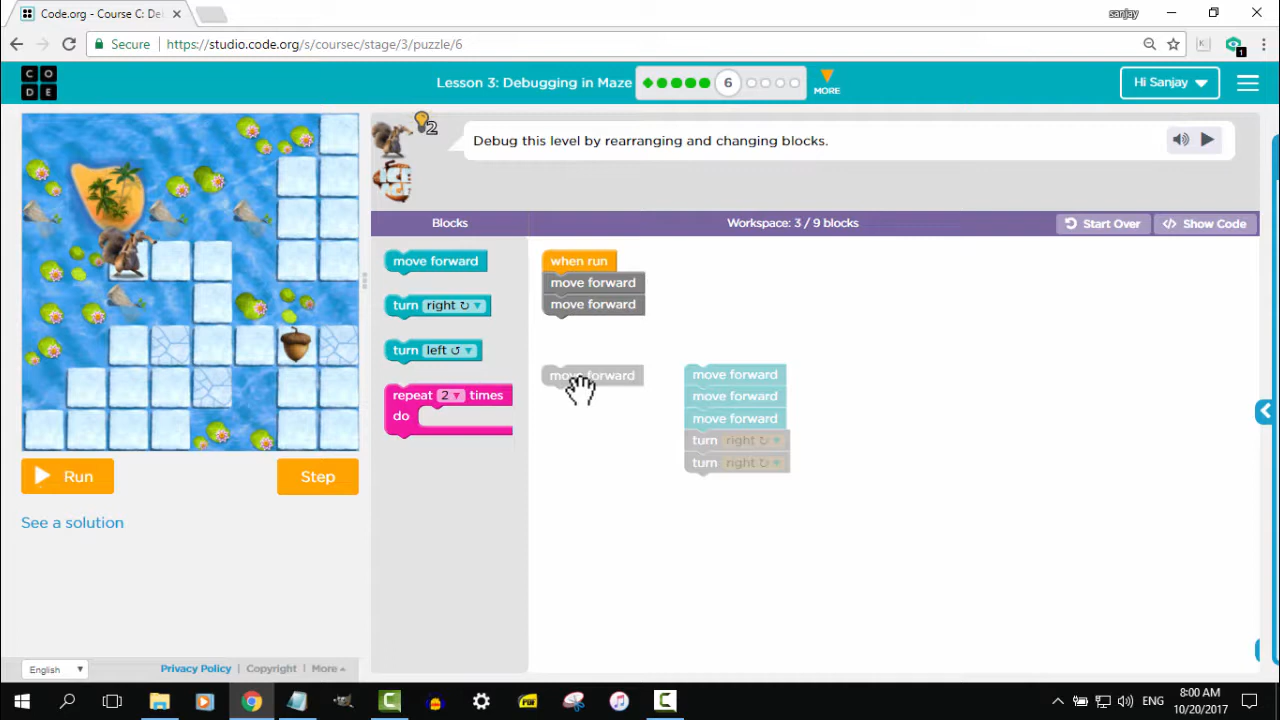 Code.org - Course C: De
sanjay
Secure
https://studio.code.org/s/coursec/stage/3/puzzle/6
1
C O
D E
Lesson 3: Debugging in Maze
6
MORE
Hi Sanjay
2
Debug this level by rearranging and changing blocks.
Blocks
Workspace: 3 / 9 blocks
Start Over
Show Code
move forward
turn right
turn left
repeat 2 times
do
when run
move forward
move forward
move forward
move forward
move forward
move forward
turn right
turn right
Run
Step
See a solution
English
Privacy Policy
Copyright
More
ENG
8:00 AM
10/20/2017